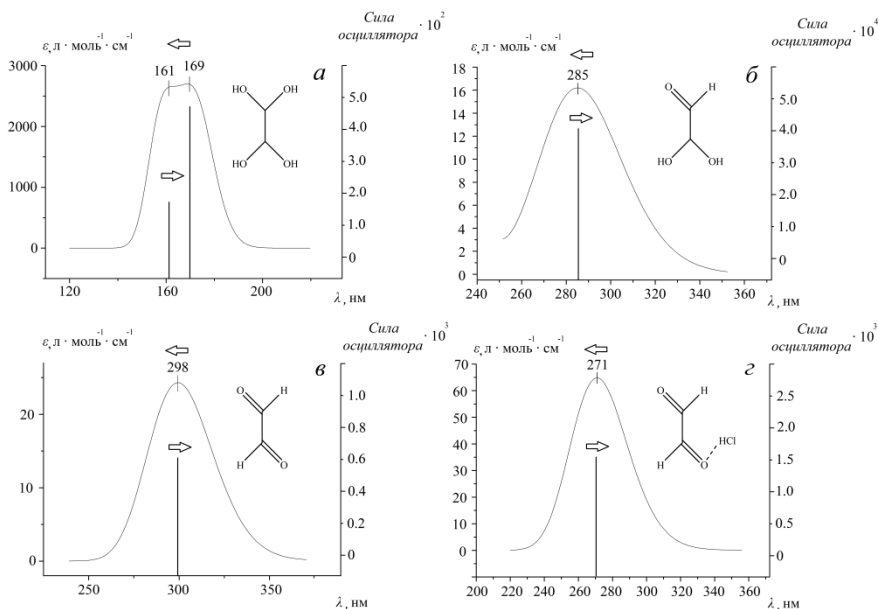 Сила
осциллятора · 10²
ε, л · моль⁻¹ · см⁻¹
а
161 169
3000
2000
1000
0
5.0
4.0
3.0
2.0
1.0
0
HO OH
HO OH
120 160 200
λ, нм
Сила
осциллятора · 10⁴
ε, л · моль⁻¹ · см⁻¹
б
285
18
16
14
12
10
8
6
4
2
0
5.0
4.0
3.0
2.0
1.0
0
O H
HO OH
240 260 280 300 320 340 360
λ, нм
Сила
осциллятора · 10³
ε, л · моль⁻¹ · см⁻¹
в
298
20
10
0
1.0
0.8
0.6
0.4
0.2
0
O H
H O
250 300 350
λ, нм
Сила
осциллятора · 10³
ε, л · моль⁻¹ · см⁻¹
г
271
70
60
50
40
30
20
10
0
2.5
2.0
1.5
1.0
0.5
0
O H
HCl
H O
200 220 240 260 280 300 320 340 360
λ, нм